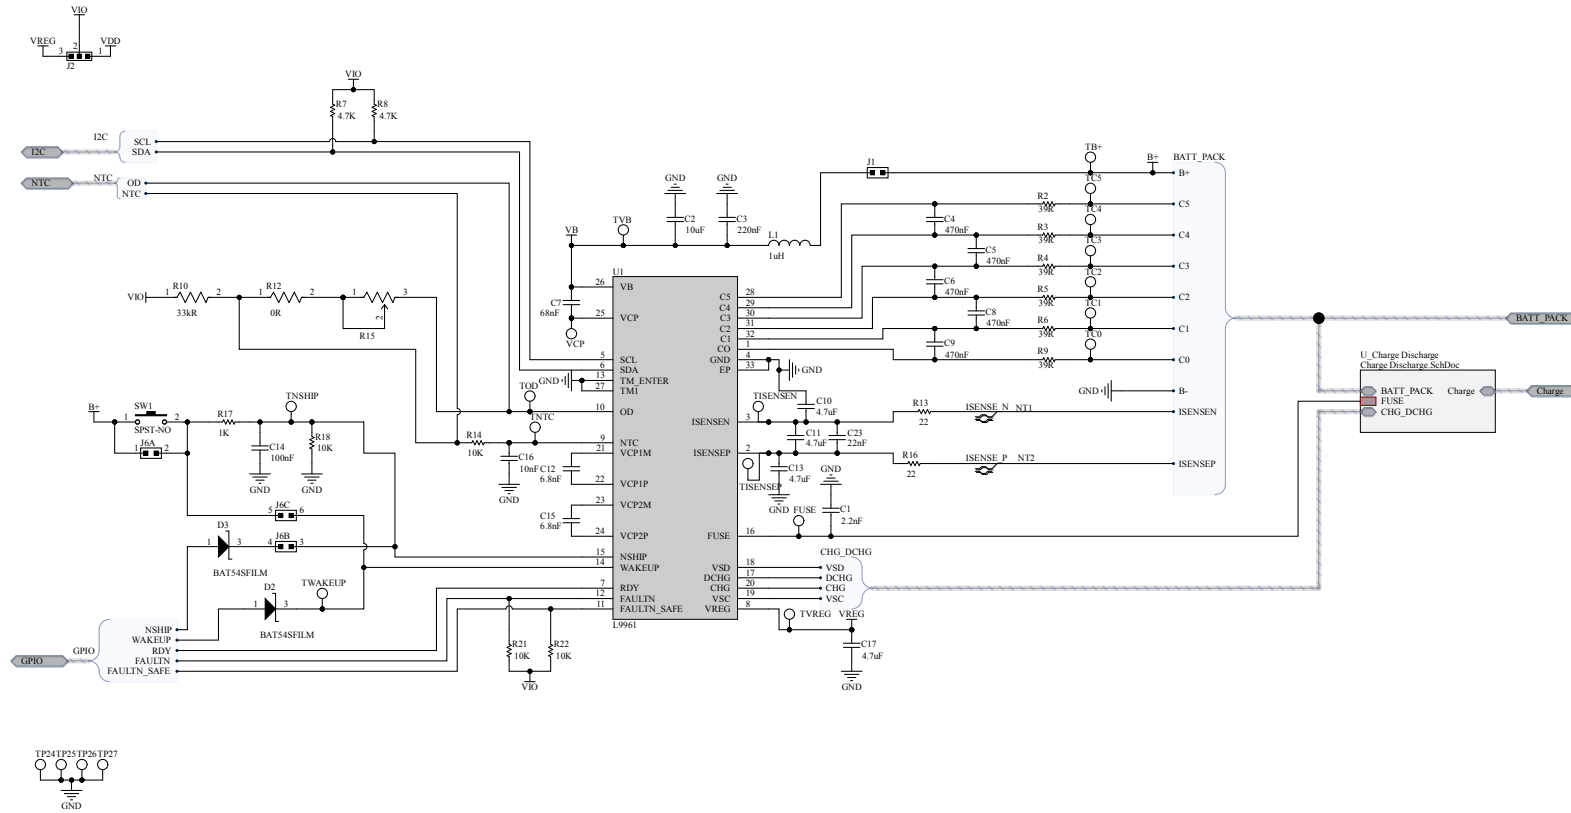 VIO
VREG
VDD
3
2
1
J2
VIO
R7
4.7K
R8
4.7K
I2C
I2C
SCL
SDA
NTC
NTC
OD
NTC
VIO
1
R10
2
33kR
1
R12
2
0R
1
3
2
R15
B+
SW1
1
2
SPST-NO
J6A
1
2
R17
1K
TNSHIP
C14
100nF
GND
R18
10K
GND
J6C
5
6
D3
1
3
BAT54SFILM
J6B
4
3
D2
1
3
BAT54SFILM
TWAKEUP
GPIO
GPIO
NSHIP
WAKEUP
RDY
FAULTN
FAULTN_SAFE
R21
10K
R22
10K
VIO
TOD
TNTC
R14
10K
C16
10nF
GND
C12
6.8nF
C15
6.8nF
GND
VB
TVB
GND
C2
10uF
GND
C3
220nF
L1
1uH
J1
C7
68nF
VCP
U1
26
VB
25
VCP
5
SCL
6
SDA
13
TM_ENTER
27
TM1
10
OD
9
NTC
21
VCP1M
22
VCP1P
23
VCP2M
24
VCP2P
15
NSHIP
14
WAKEUP
7
RDY
12
FAULTN
11
FAULTN_SAFE
L9961
C5
28
C4
29
C3
30
C2
31
C1
32
CO
1
GND
4
EP
33
ISENSEN
3
ISENSEP
2
FUSE
16
VSD
18
DCHG
17
CHG
20
VSC
19
VREG
8
GND
TISENSEN
C10
4.7uF
C11
4.7uF
C23
22nF
TISENSEP
C13
4.7uF
GND
GND
FUSE
C1
2.2nF
R13
22
ISENSE_N
NT1
R16
22
ISENSE_P
NT2
CHG_DCHG
VSD
DCHG
CHG
VSC
TVREG
VREG
C17
4.7uF
GND
C4
470nF
C5
470nF
C6
470nF
C8
470nF
C9
470nF
R2
39R
R3
39R
R4
39R
R5
39R
R6
39R
R9
39R
TB+
TC5
TC4
TC3
TC2
TC1
TC0
B+
GND
BATT_PACK
B+
C5
C4
C3
C2
C1
C0
B-
ISENSEN
ISENSEP
BATT_PACK
U_Charge Discharge
Charge Discharge.SchDoc
BATT_PACK
FUSE
CHG_DCHG
Charge
Charge
TP24 TP25 TP26 TP27
GND